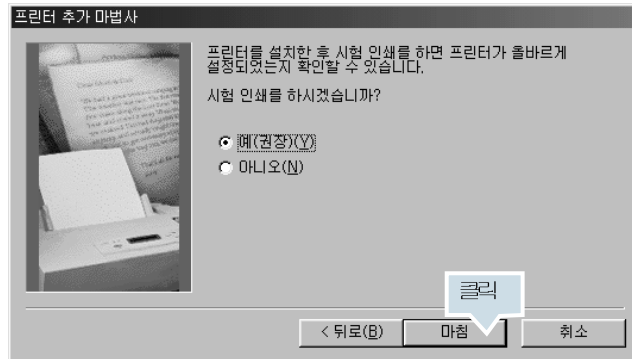 프린터 추가 마법사
프린터를 설치한 후 시험 인쇄를 하면 프린터가 올바르게
설정되었는지 확인할 수 있습니다.
시험 인쇄를 하시겠습니까?
예(권장)(Y)
아니오(N)
클릭
< 뒤로(B)
마침
취소